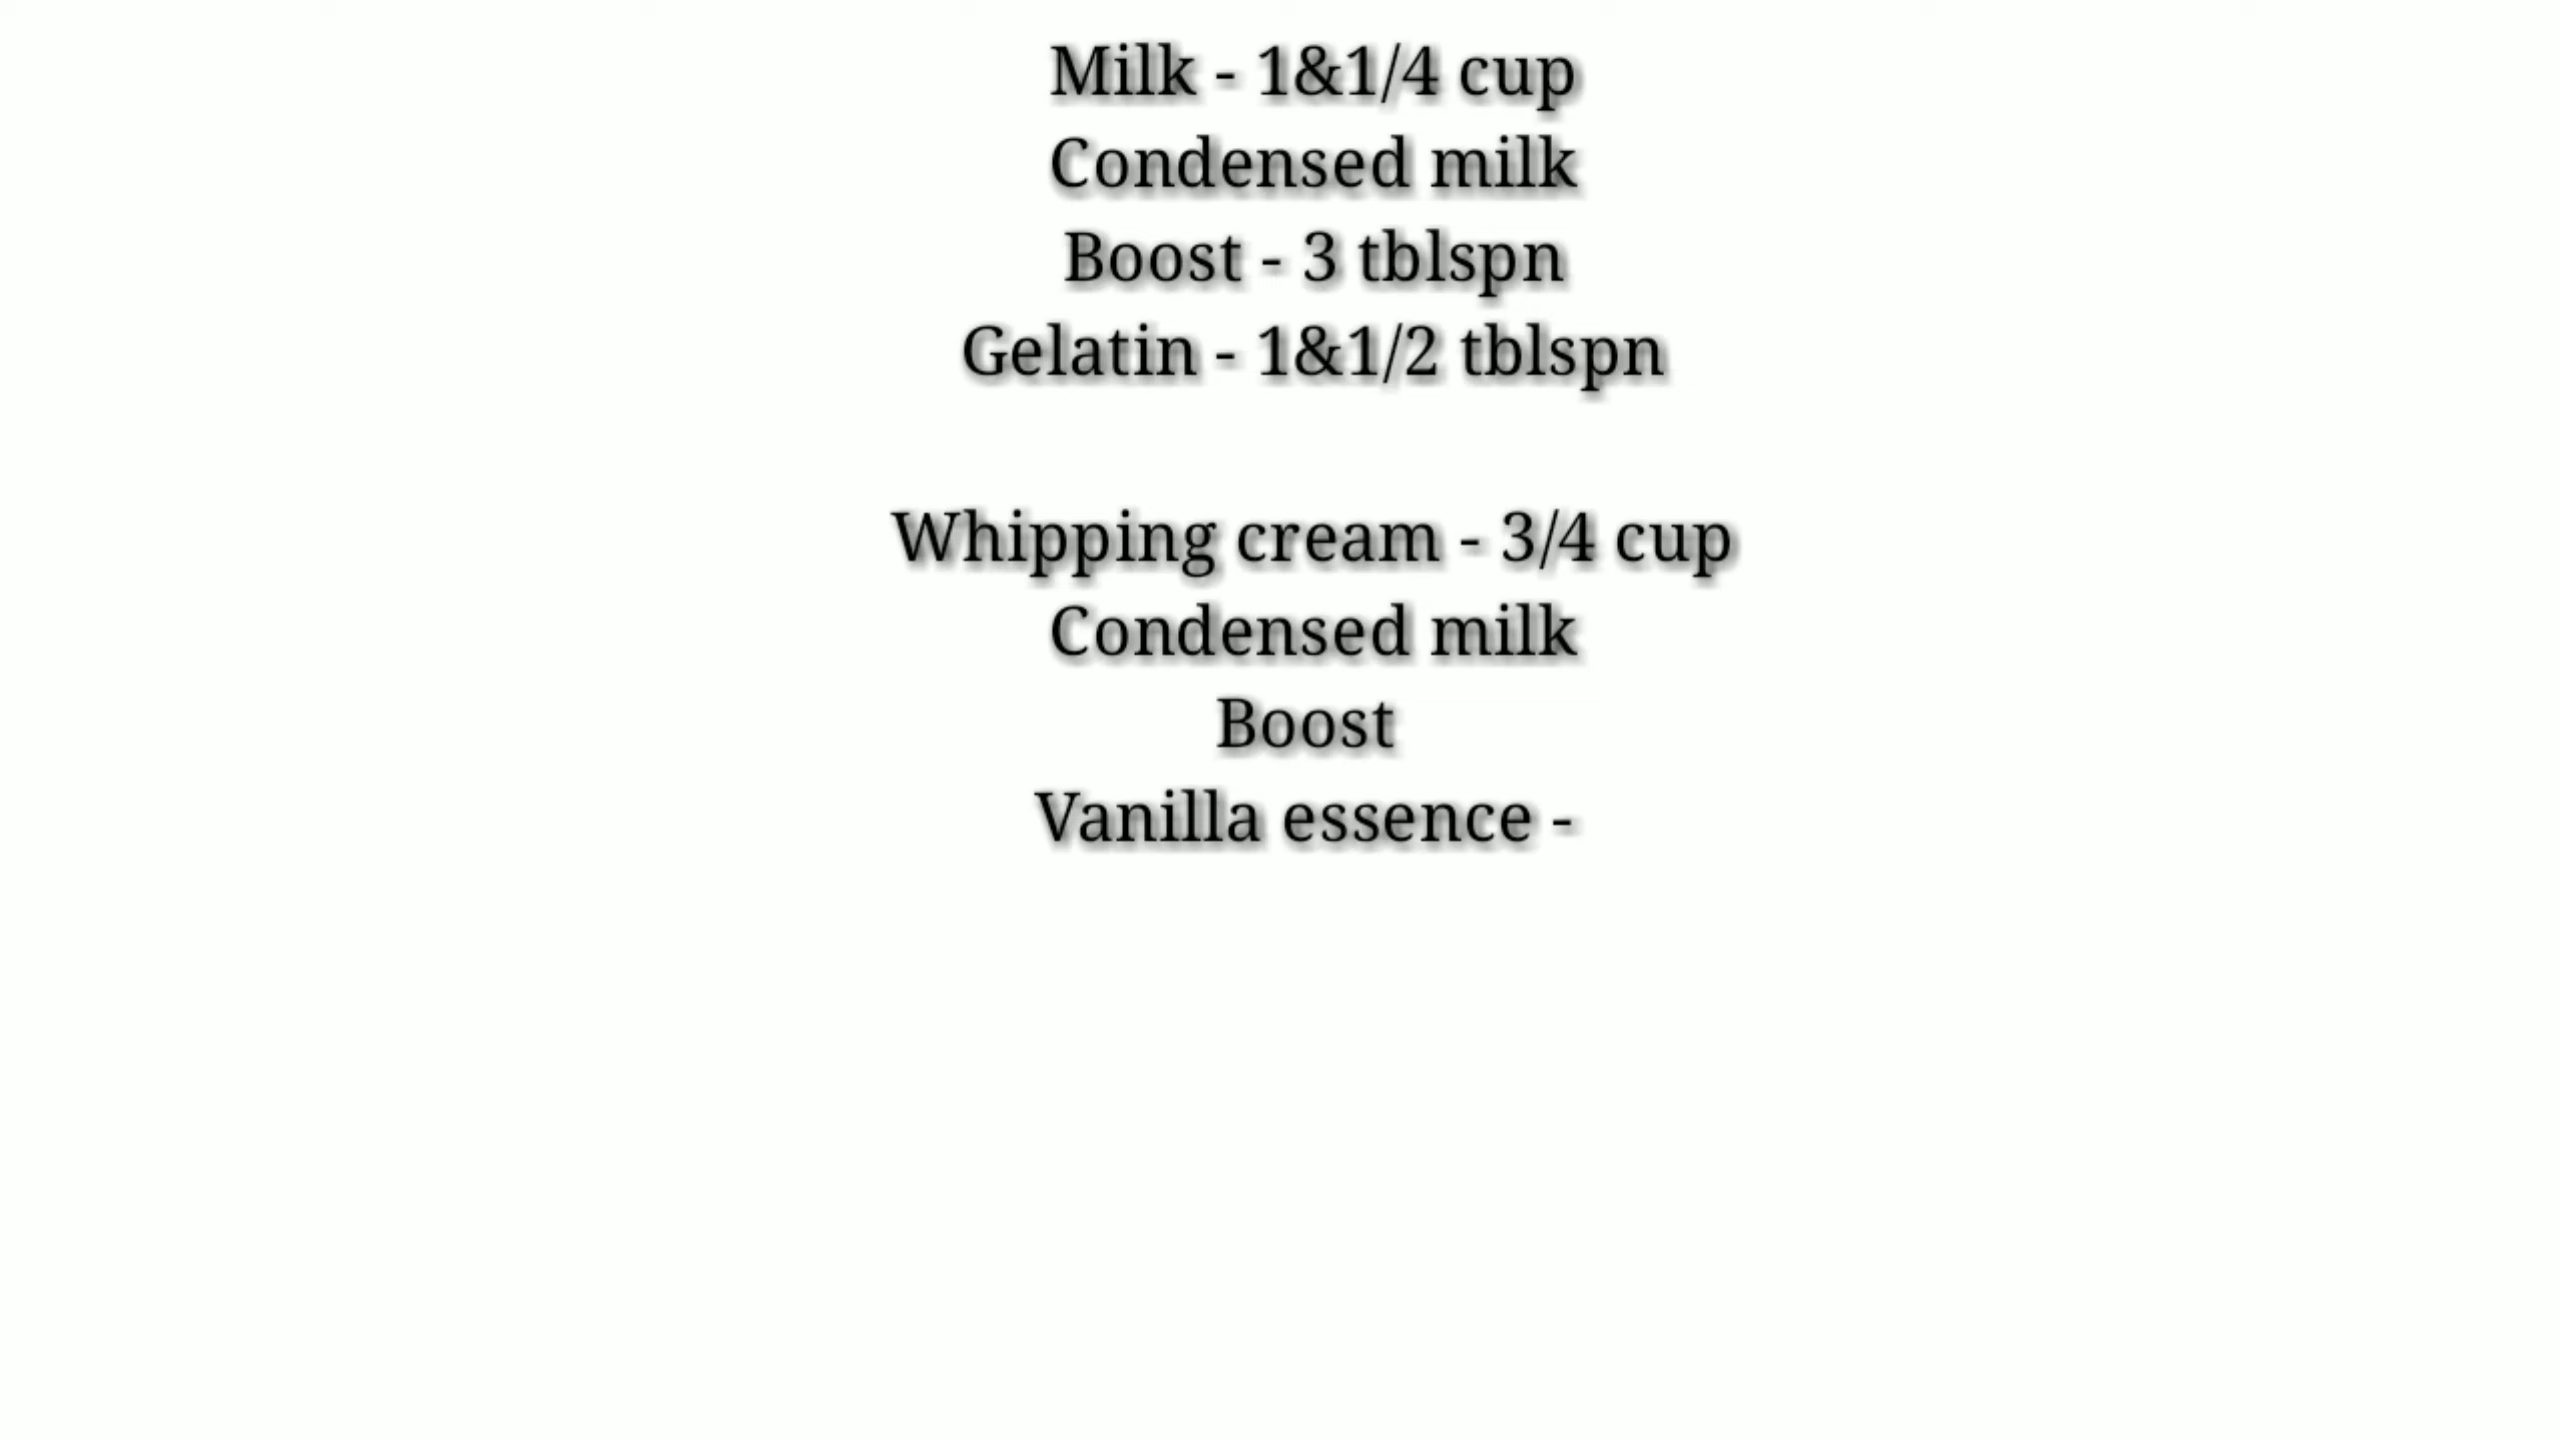 Milk - 1&1/4 cup
Condensed milk
Boost - 3 tblspn
Gelatin - 1&1/2 tblspn
Whipping cream - 3/4 cup
Condensed milk
Boost
Vanilla essence -